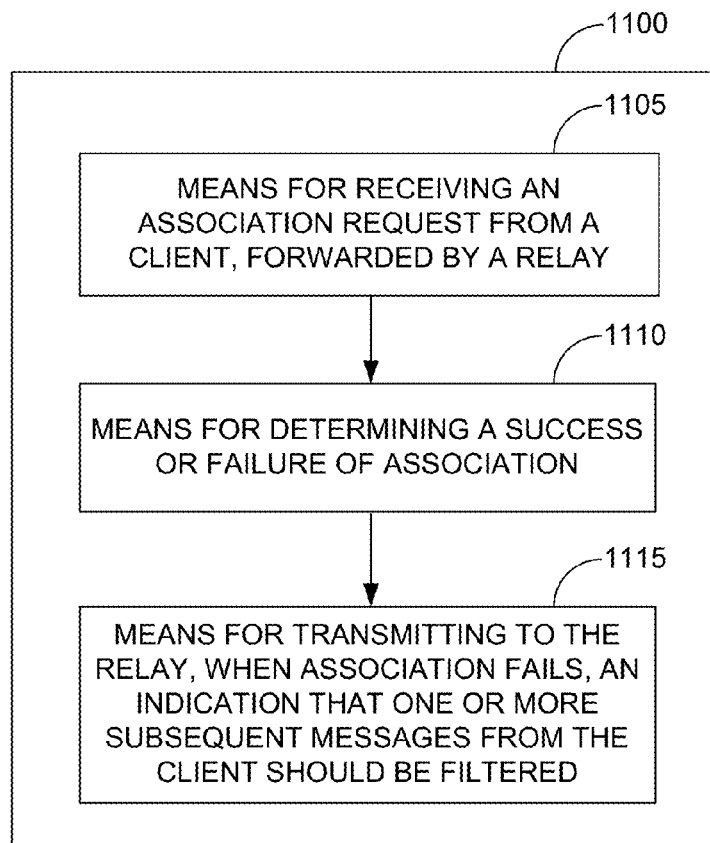 1100
1105
MEANS FOR RECEIVING AN
ASSOCIATION REQUEST FROM A
CLIENT, FORWARDED BY A RELAY
1110
MEANS FOR DETERMINING A SUCCESS
OR FAILURE OF ASSOCIATION
1115
MEANS FOR TRANSMITTING TO THE
RELAY, WHEN ASSOCIATION FAILS, AN
INDICATION THAT ONE OR MORE
SUBSEQUENT MESSAGES FROM THE
CLIENT SHOULD BE FILTERED